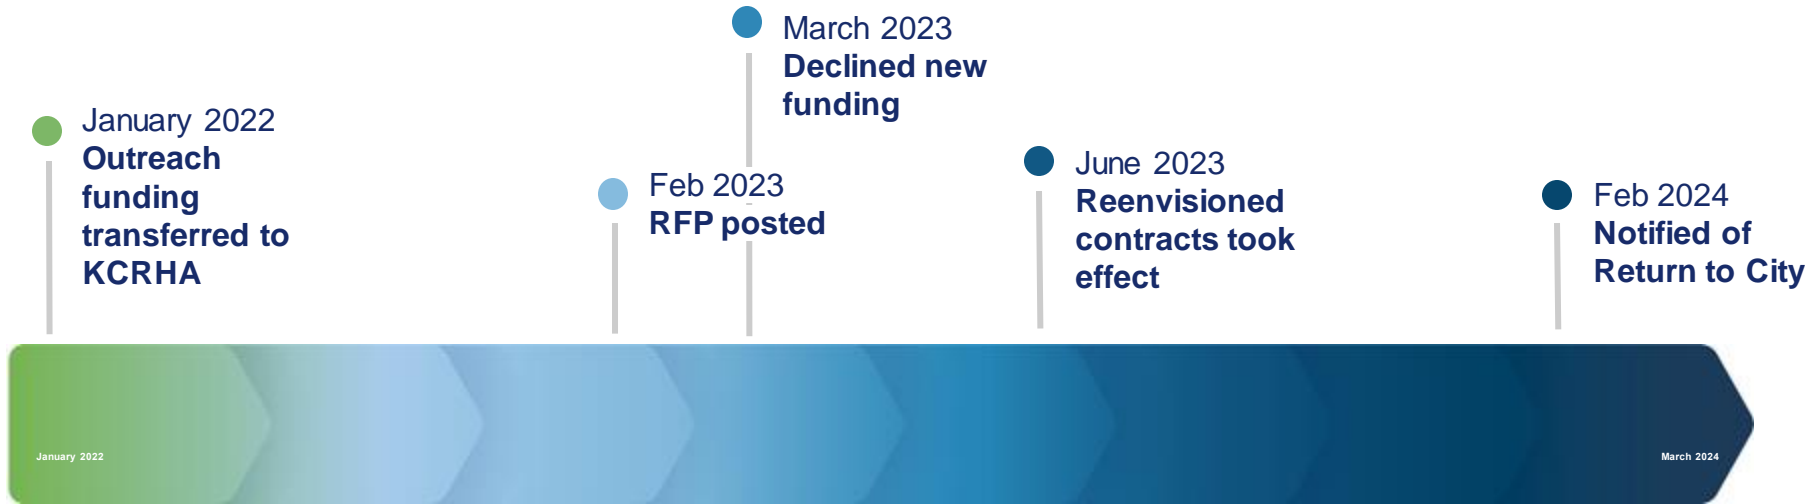 January 2022
Outreach
funding
transferred to
KCRHA
Feb 2023
RFP posted
March 2023
Declined new
funding
June 2023
Reenvisioned
contracts took
effect
Feb 2024
Notified of
Return to City
January 2022
March 2024